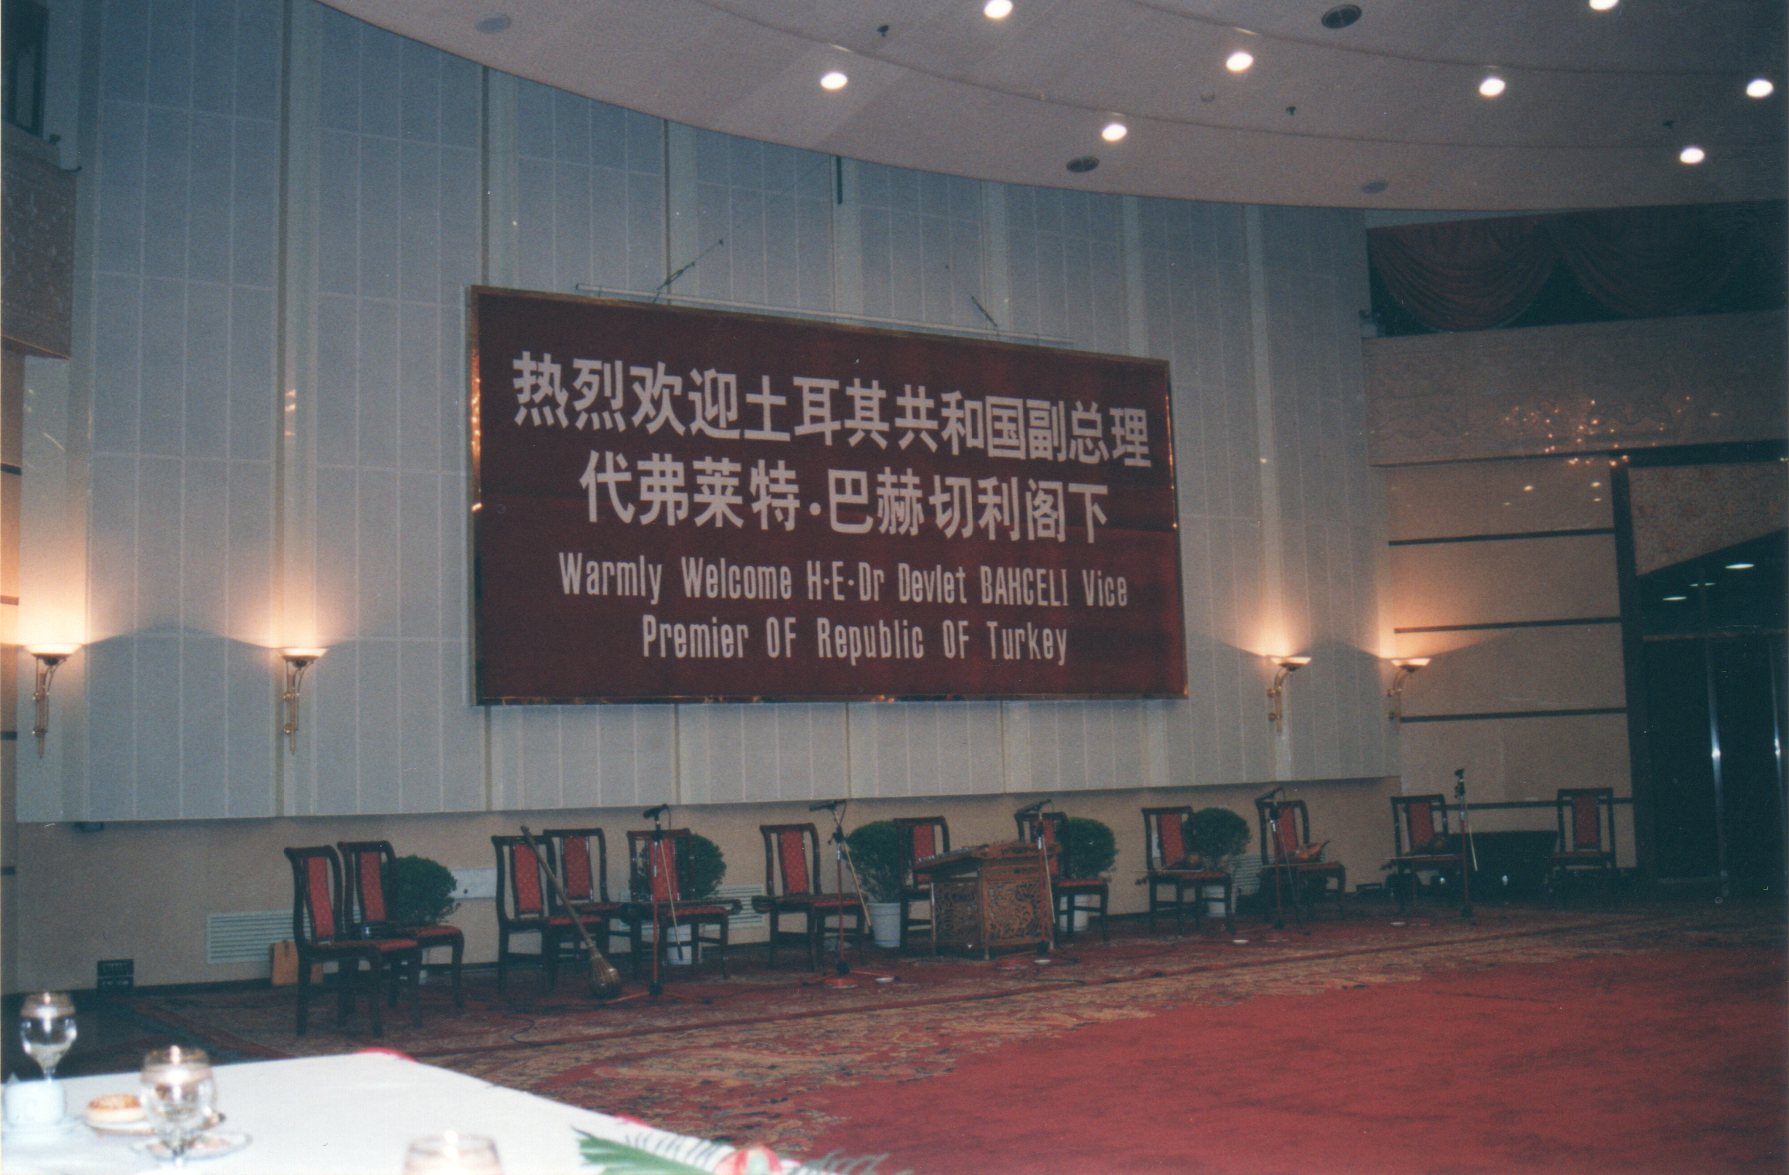 热烈欢迎土耳其共和国副总理
代弗莱特·巴赫切利阁下
Warmly Welcome H·E·Dr Devlet BAHCELI Vice
Premier OF Republic OF Turkey